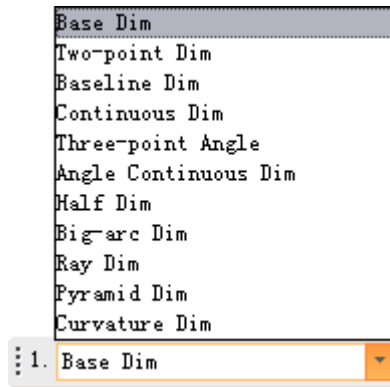 Base Dim
Two-point Dim
Baseline Dim
Continuous Dim
Three-point Angle
Angle Continuous Dim
Half Dim
Big-arc Dim
Ray Dim
Pyramid Dim
Curvature Dim
1. Base Dim